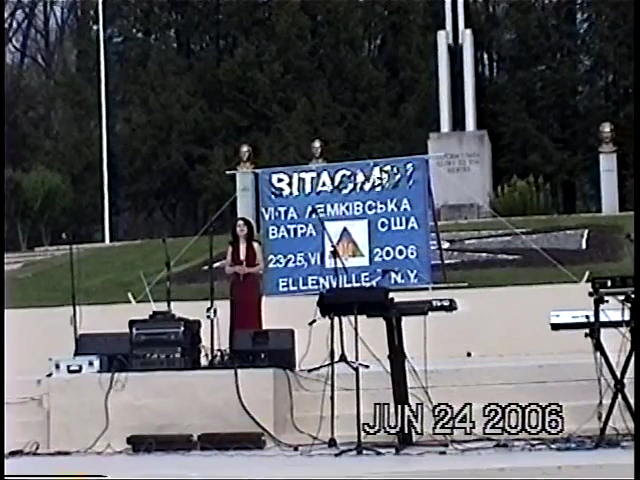 ВІТАЄМО!
VI-ТА ЛЕМКІВСЬКА
ВАТРА США
23-25, VI 2006
ELLENVILLE, N.Y.
JUN 24 2006